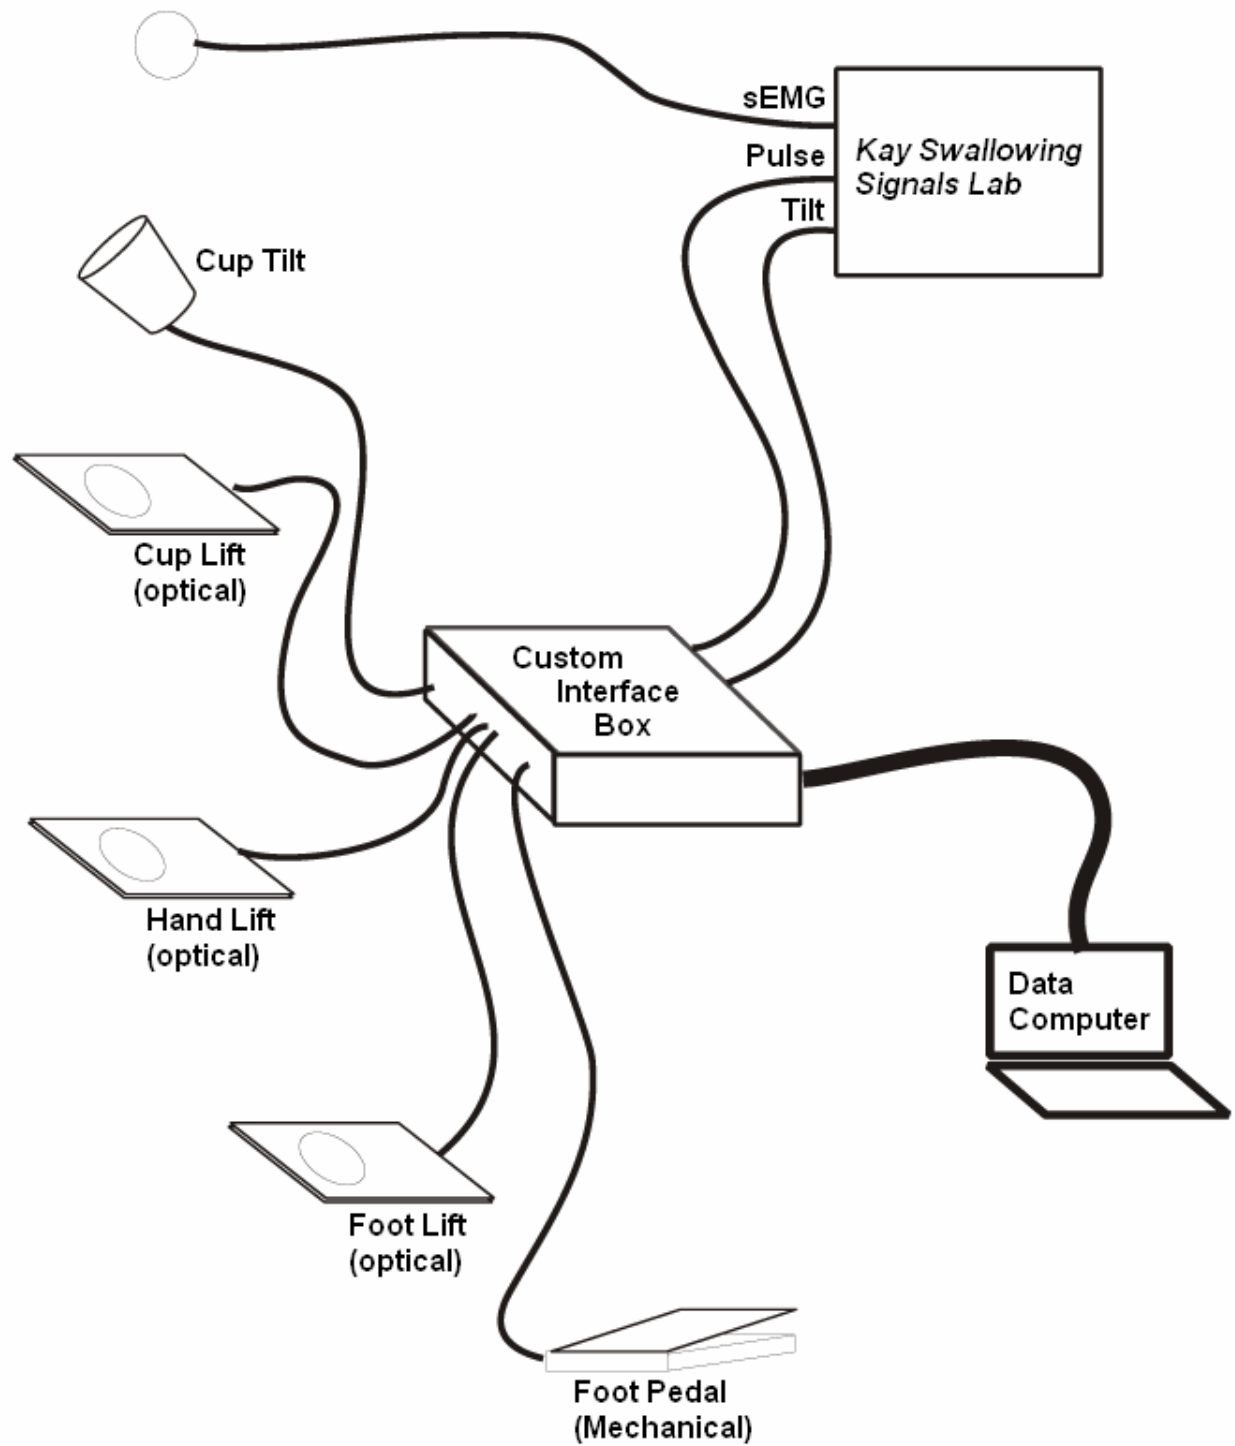 sEMG
Pulse
Tilt
Kay Swallowing
Signals Lab
Cup Tilt
Cup Lift
(optical)
Custom
Interface
Box
Hand Lift
(optical)
Data
Computer
Foot Lift
(optical)
Foot Pedal
(Mechanical)